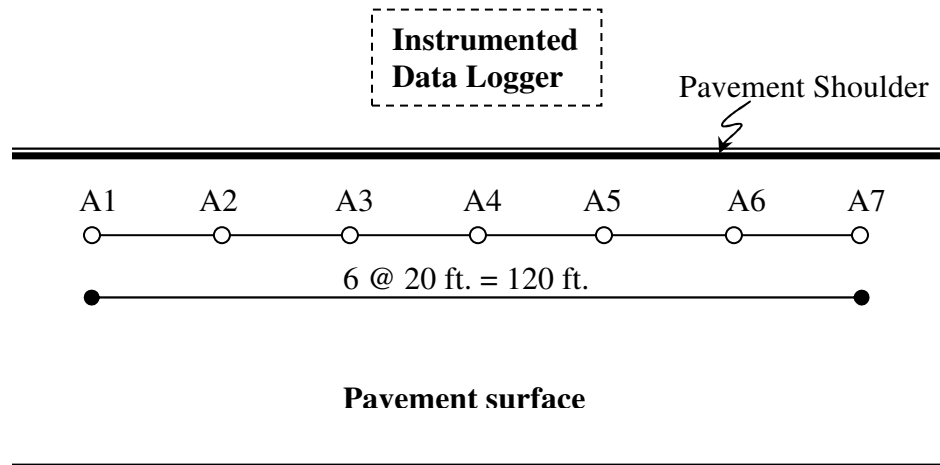 Instrumented
Data Logger
Pavement Shoulder
A1 A2 A3 A4 A5 A6 A7
6 @ 20 ft. = 120 ft.
Pavement surface